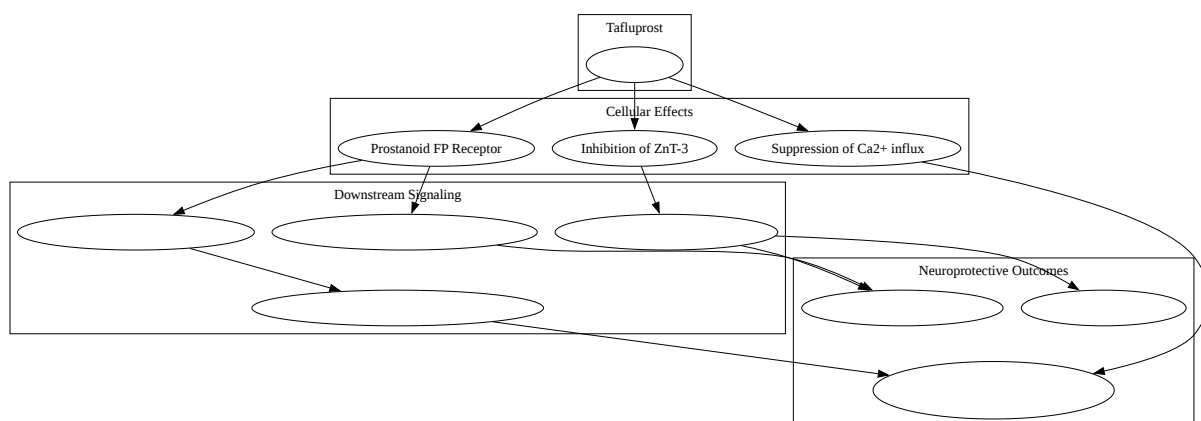 Tafluprost
Cellular Effects
Prostanoid FP Receptor
Inhibition of ZnT-3
Suppression of Ca2+ influx
Downstream Signaling
Neuroprotective Outcomes